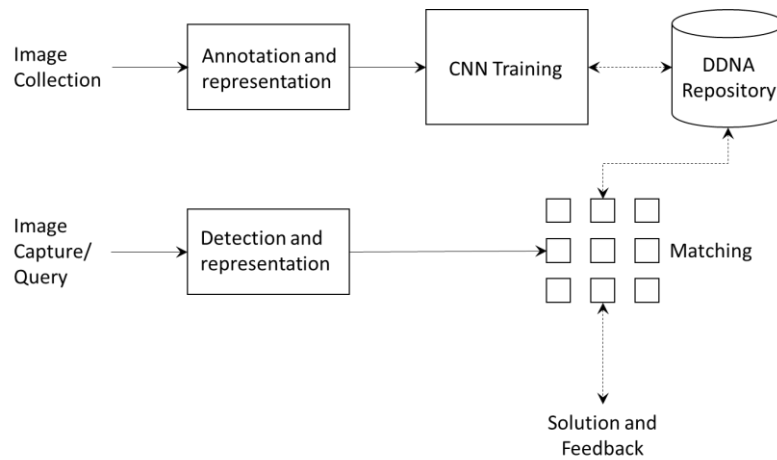 Image
Collection
Annotation and
representation
CNN Training
DDNA
Repository
Image
Capture/
Query
Detection and
representation
Matching
Solution and
Feedback